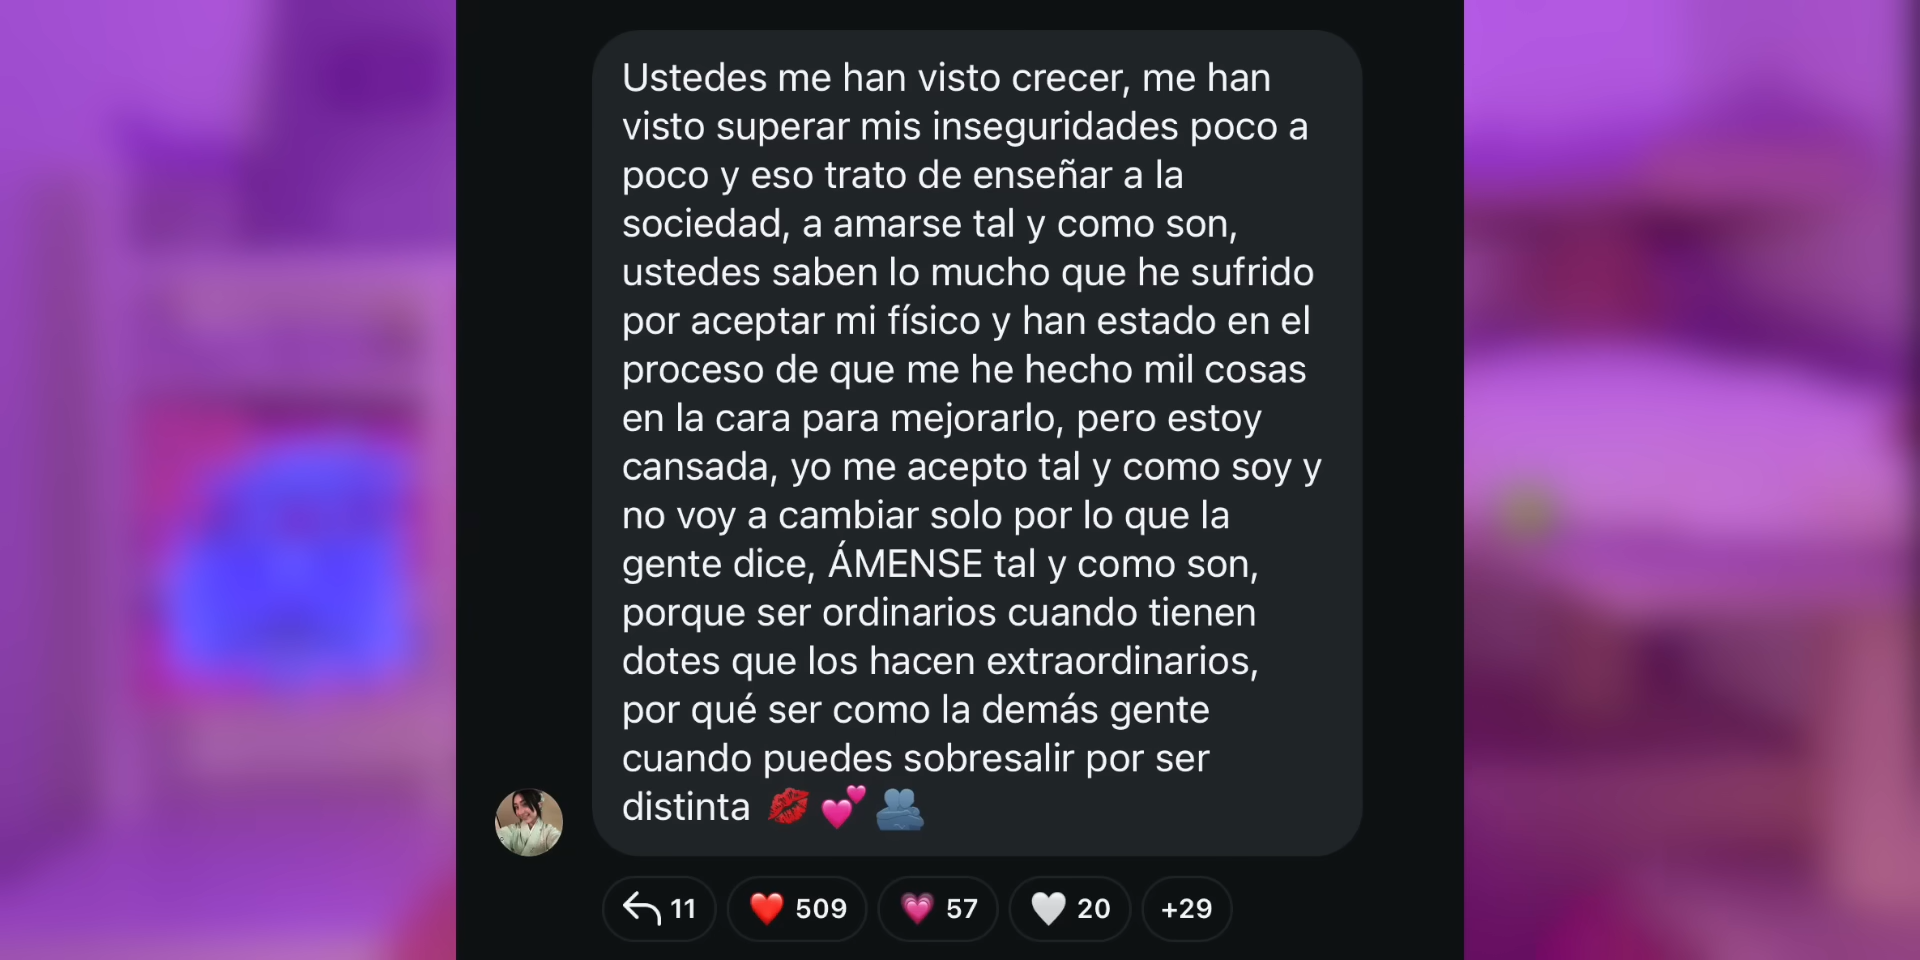 Ustedes me han visto crecer, me han
visto superar mis inseguridades poco a
poco y eso trato de enseñar a la
sociedad, a amarse tal y como son,
ustedes saben lo mucho que he sufrido
por aceptar mi físico y han estado en el
proceso de que me he hecho mil cosas
en la cara para mejorarlo, pero estoy
cansada, yo me acepto tal y como soy y
no voy a cambiar solo por lo que la
gente dice, ÁMENSE tal y como son,
porque ser ordinarios cuando tienen
dotes que los hacen extraordinarios,
por qué ser como la demás gente
cuando puedes sobresalir por ser
distinta 💋 💕 🫂
11 ❤️ 509 💗 57 🤍 20 +29